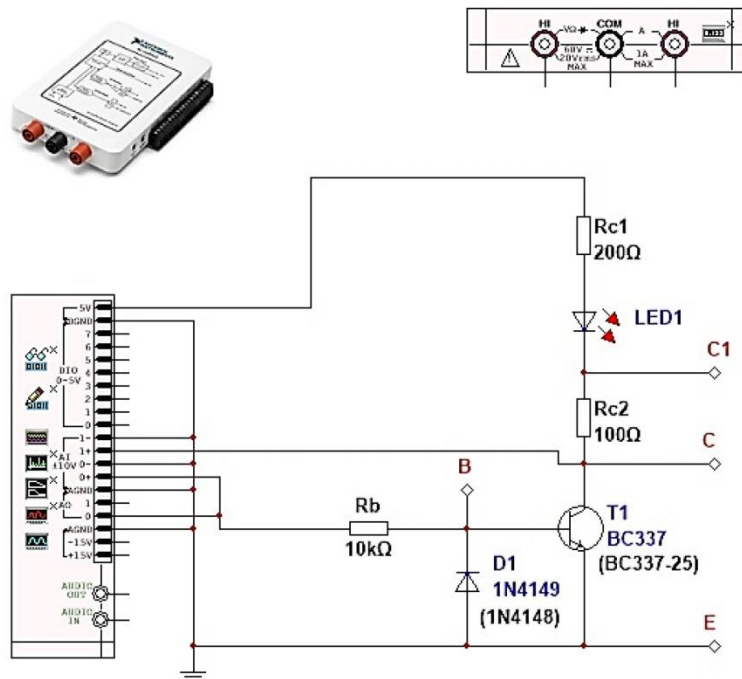 HI
VΩ
COM
A
HI
60V
20Vrms
MAX
1A
MAX
Rc1
200Ω
LED1
C1
Rc2
100Ω
C
B
Rb
10kΩ
D1
1N4149
(1N4148)
T1
BC337
(BC337-25)
E
5V
DGND
7
6
5
4
3
2
1
0
DIO
0-5V
1-
1+
0-
0+
AI
±10V
AGND
1
0
AO
AGND
-15V
+15V
AUDIO
OUT
AUDIO
IN